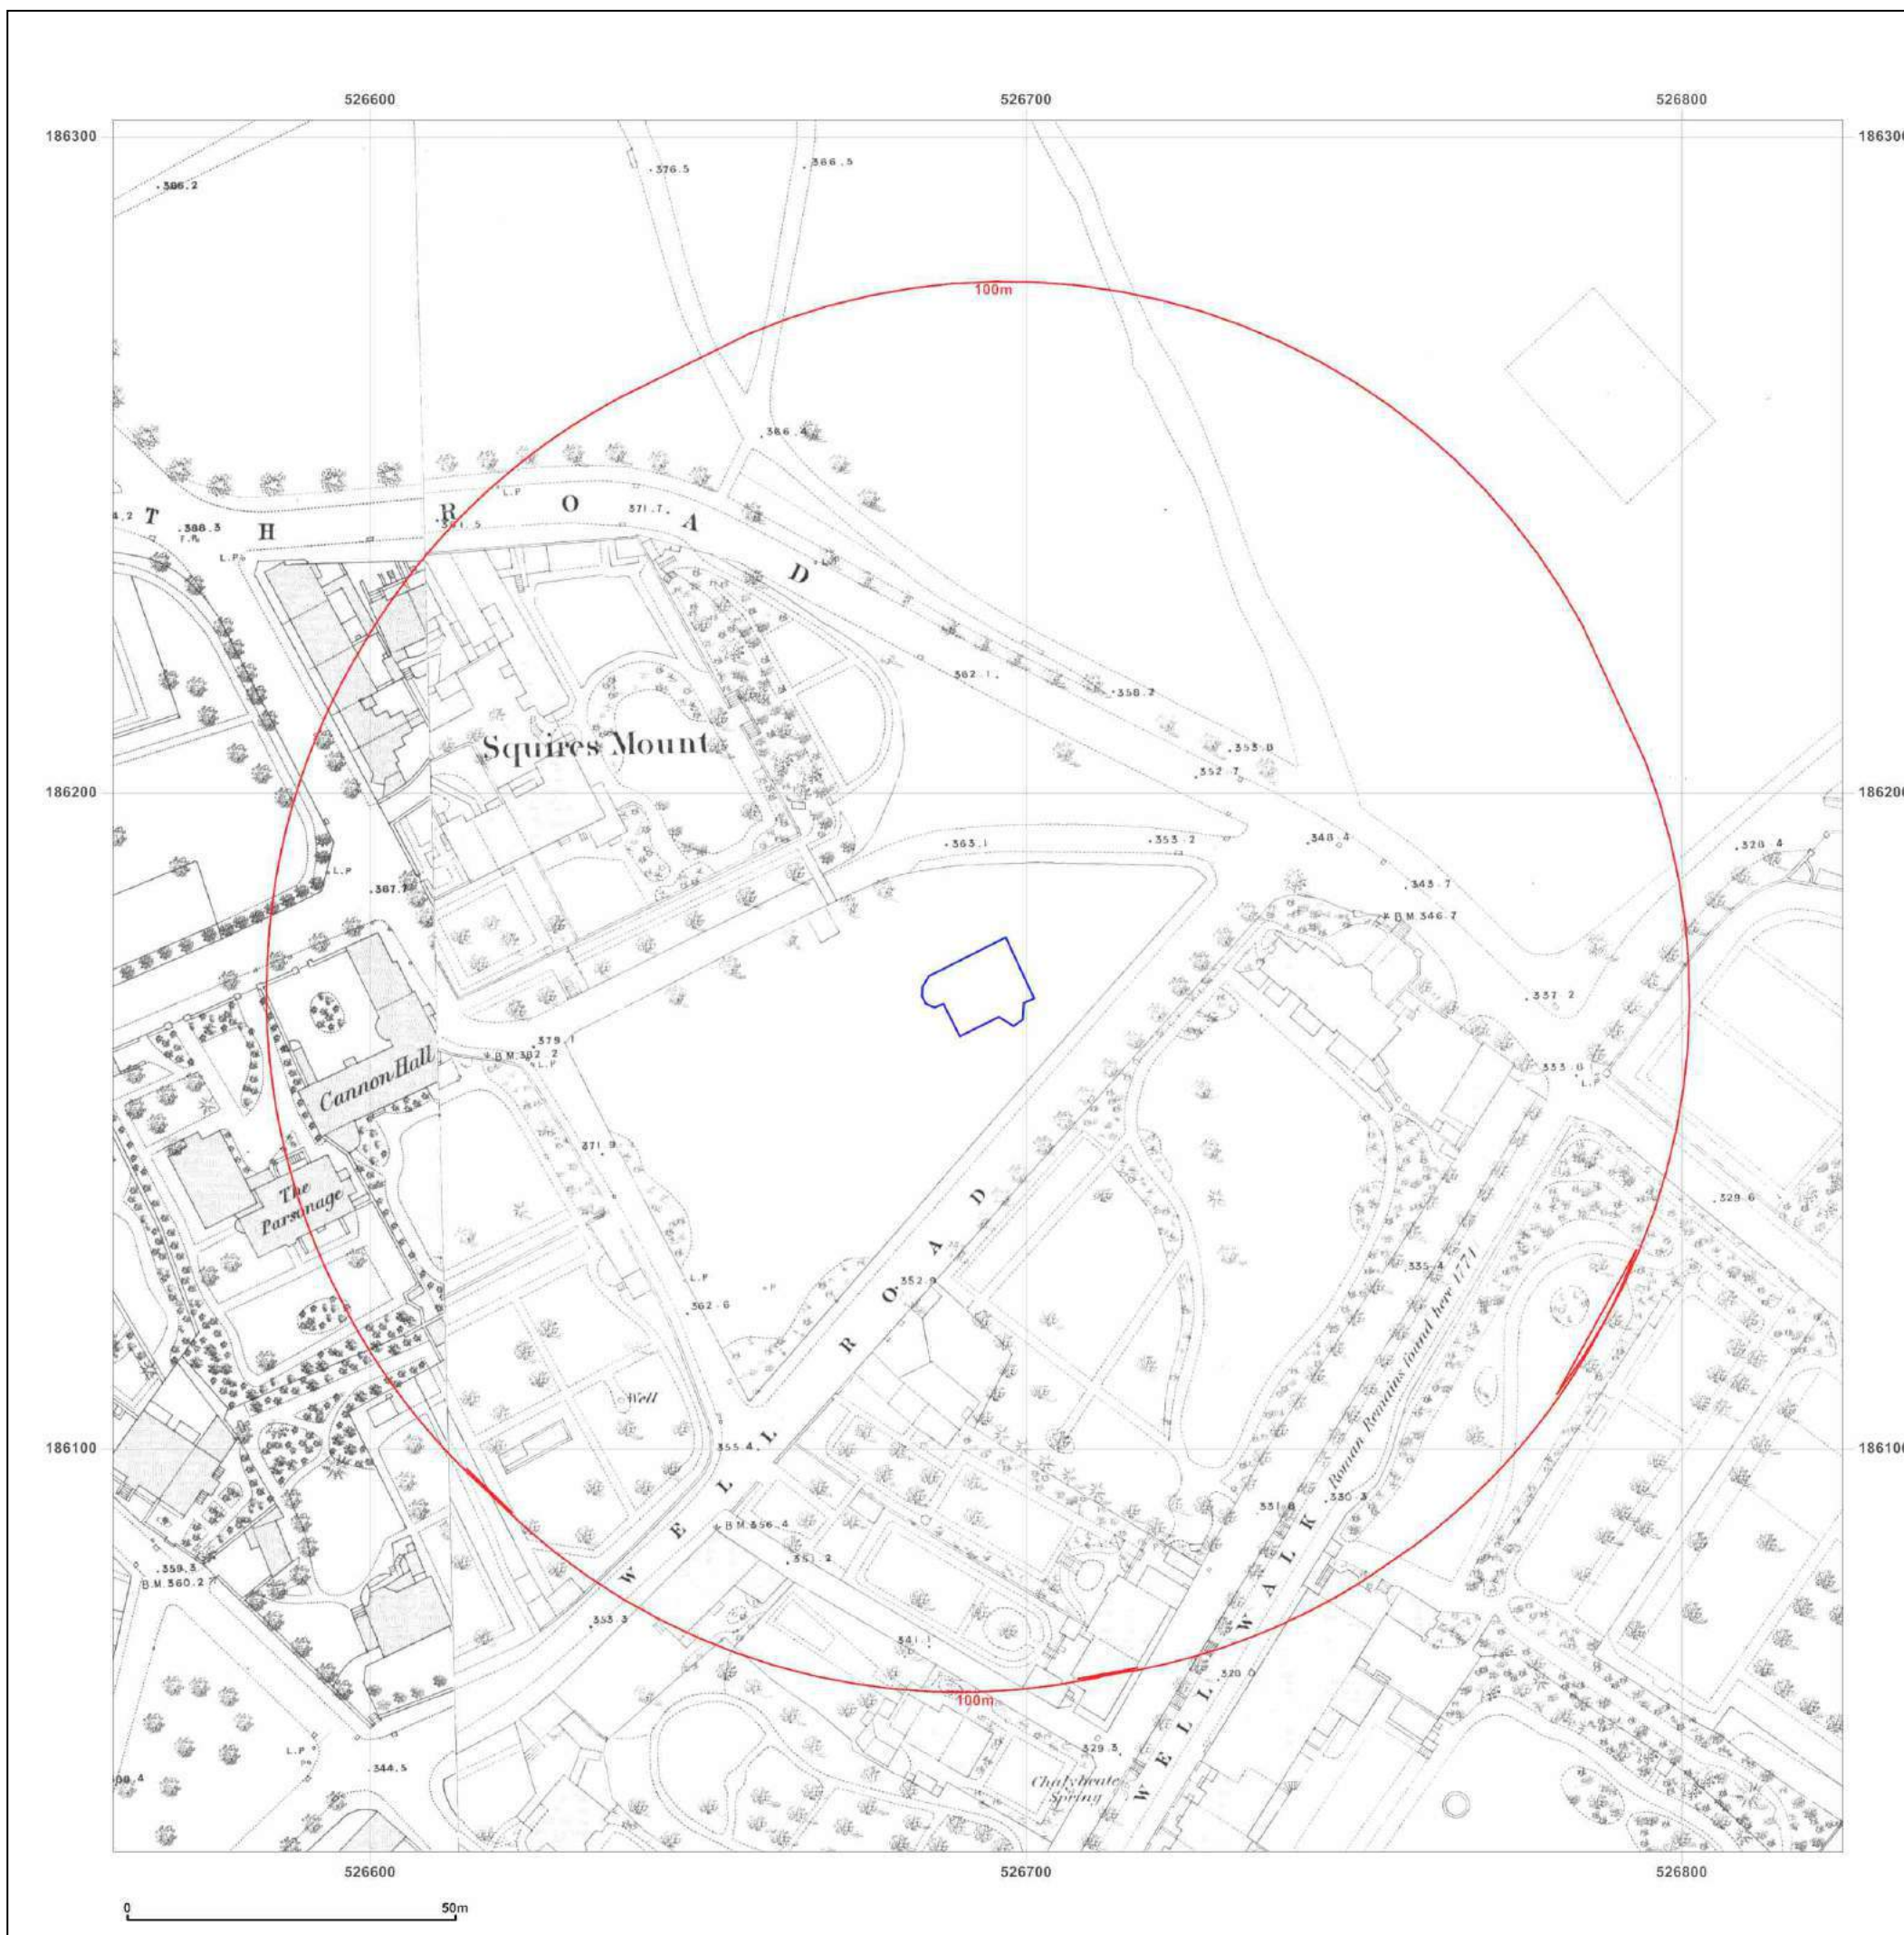 526600
526700
526800
186300
186300
.386.2
.376.5
.366.5
100m
.366.4
L.P
T H R O A D
371.7.
.388.3
L.P.
362.1.
.358.2
Squires Mount
.353.8
.352.7
186200
186200
.363.1
.353.2
.348.4
.328.4
.343.7
L.P
.387.7
B.M.346.7
.337.2
.379.1
B.M.382.2
L.P
Cannon Hall
333.6
L.P
371.9
The
Parsonage
.329.6
.335.4
L.P
.352.9
.362.6
Roman Remains found here 1774
Well
186100
186100
355.4.
W E L L R O A D
.330.3
331.8
B.M.356.4
.351.2
.359.3
B.M.360.2
.353.3
341.1
W E L L W A L K
320.0
100m
L.P
329.3
.344.5
Chalybeate
Spring
526600
526700
526800
0
50m